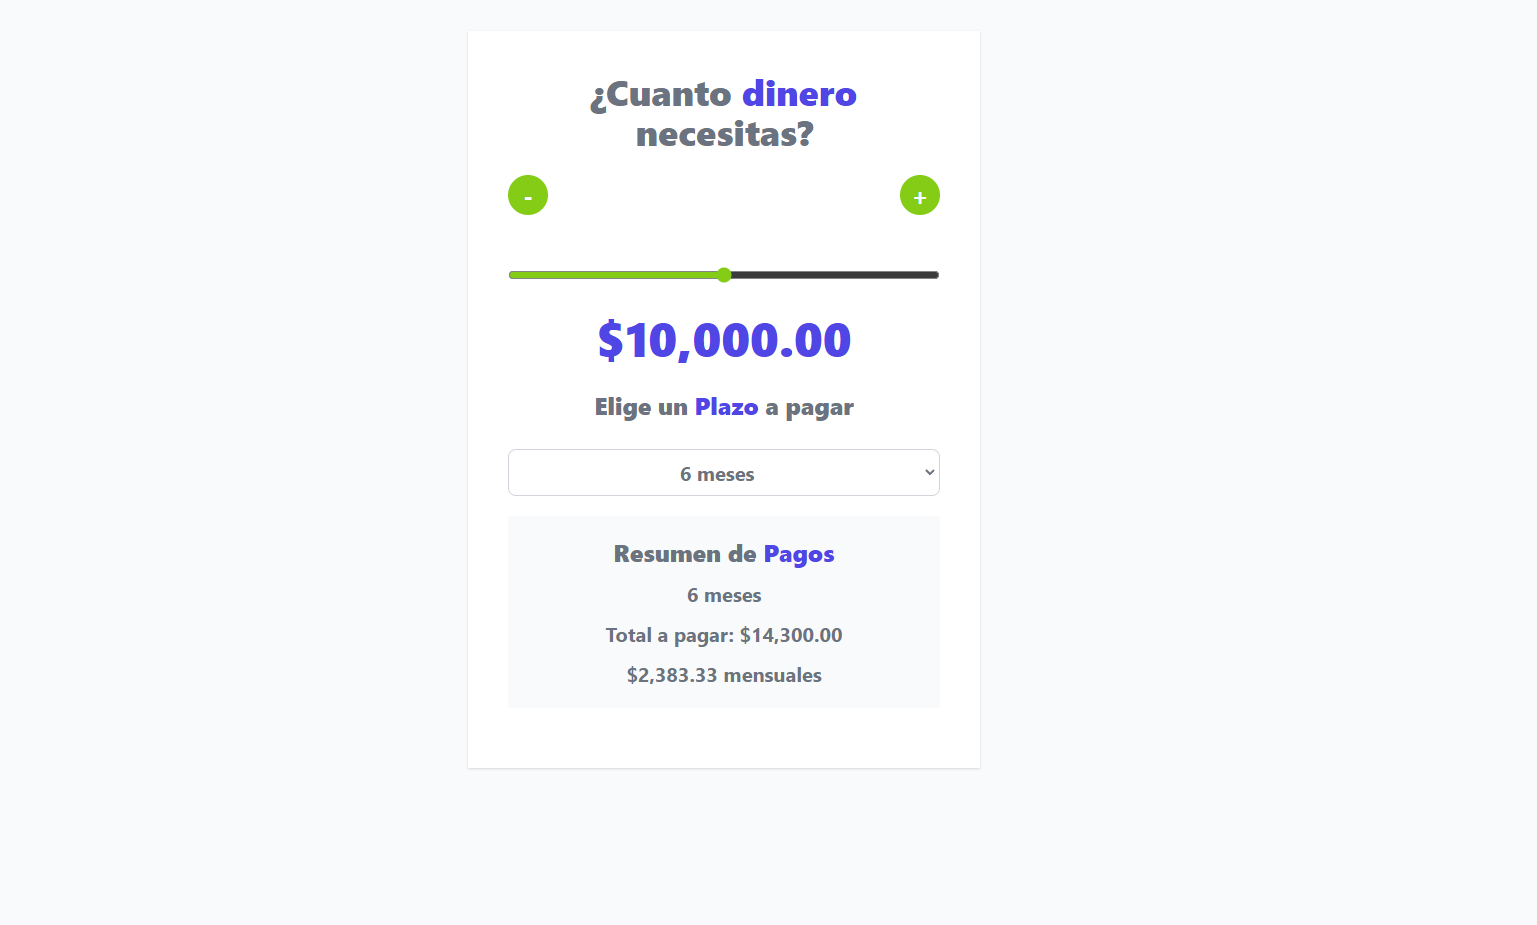 ¿Cuanto dinero
necesitas?
- +
$10,000.00
Elige un Plazo a pagar
6 meses
Resumen de Pagos
6 meses
Total a pagar: $14,300.00
$2,383.33 mensuales